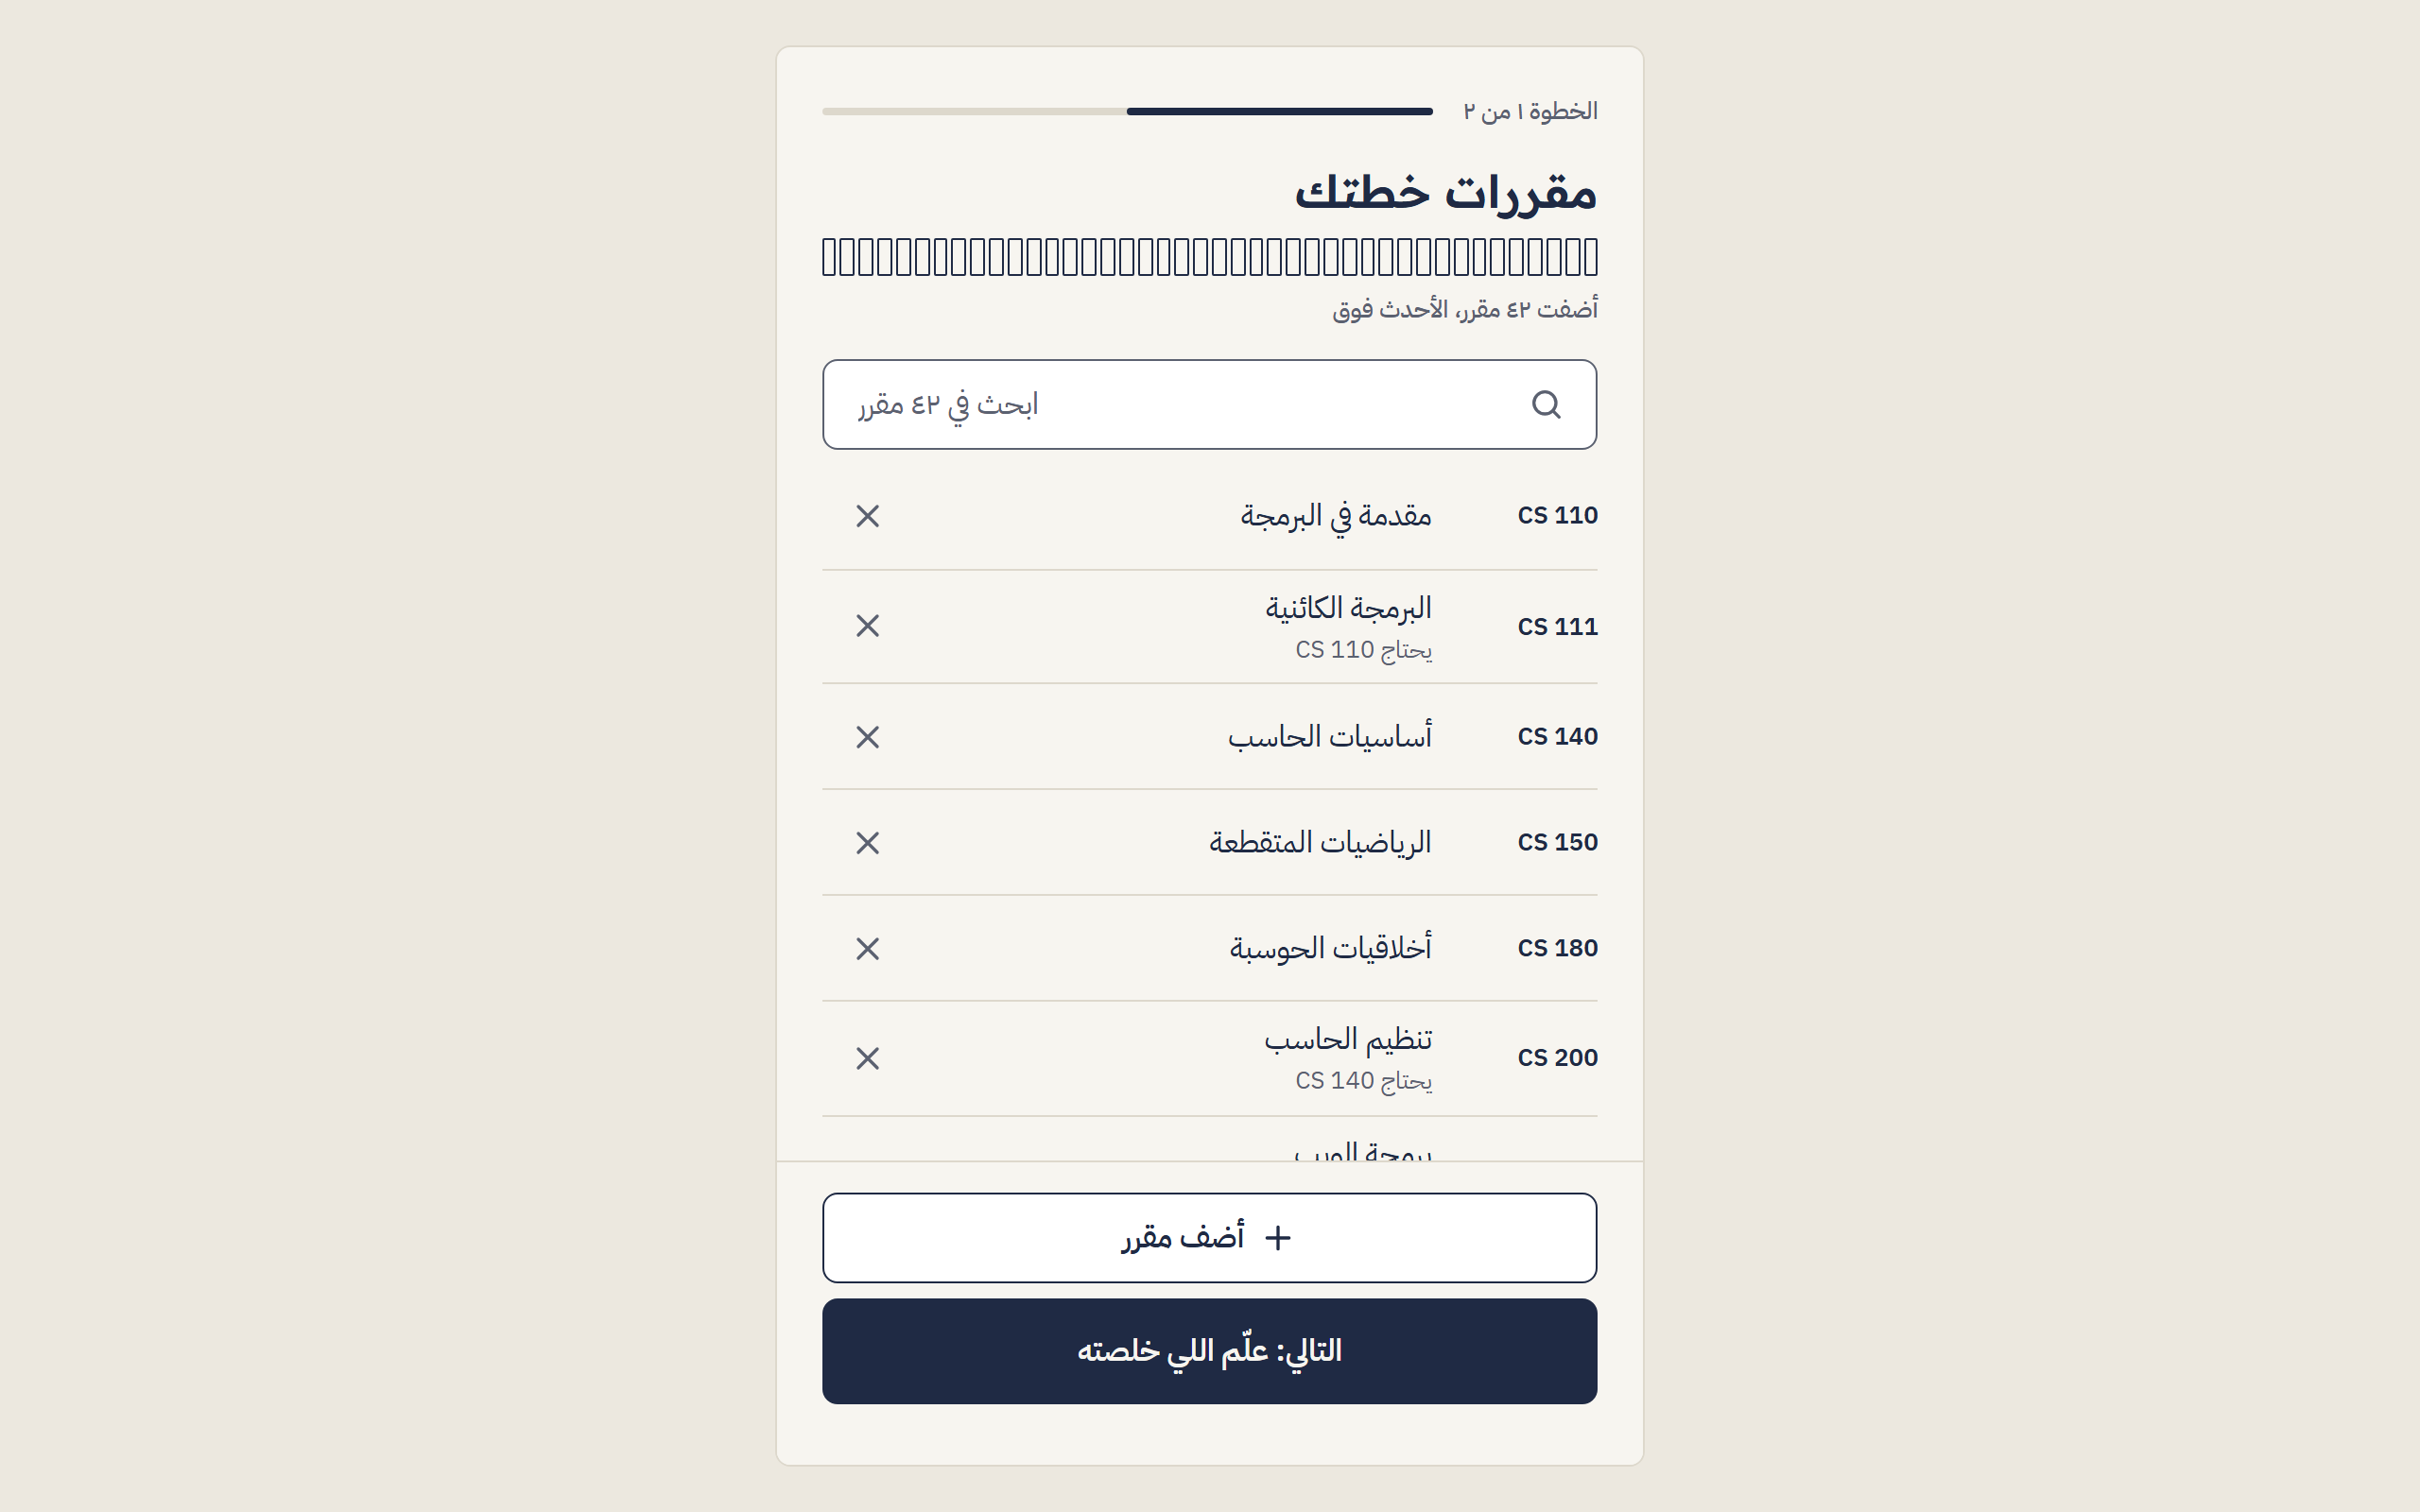 الخطوة ١ من ٢
مقررات خطتك
أضفت ٤٢ مقرر، الأحدث فوق
ابحث في ٤٢ مقرر
CS 110 مقدمة في البرمجة
CS 111 البرمجة الكائنية
يحتاج CS 110
CS 140 أساسيات الحاسب
CS 150 الرياضيات المتقطعة
CS 180 أخلاقيات الحوسبة
CS 200 تنظيم الحاسب
يحتاج CS 140
برمجة الويب
أضف مقرر
التالي: علّم اللي خلصته